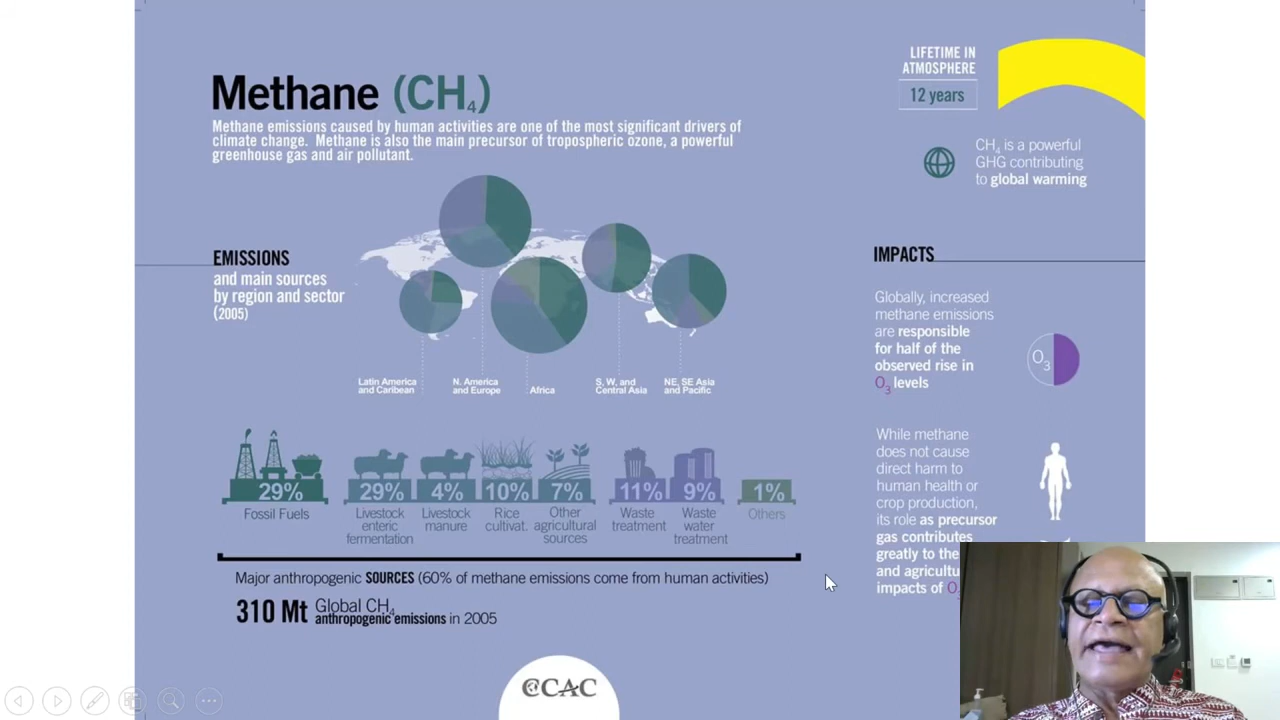 Methane (CH4)
Methane emissions caused by human activities are one of the most significant drivers of
climate change. Methane is also the main precursor of tropospheric ozone, a powerful
greenhouse gas and air pollutant.
LIFETIME IN
ATMOSPHERE
12 years
CH4 is a powerful
GHG contributing
to global warming
EMISSIONS
and main sources
by region and sector
(2005)
Latin America
and Caribean
N. America
and Europe
Africa
S, W, and
Central Asia
NE, SE Asia
and Pacific
29%
Fossil Fuels
29%
Livestock
enteric
fermentation
4%
Livestock
manure
10%
Rice
cultivat.
7%
Other
agricultural
sources
11%
Waste
treatment
9%
Waste
water
treatment
1%
Others
Major anthropogenic SOURCES (60% of methane emissions come from human activities)
310 Mt Global CH4
anthropogenic emissions in 2005
IMPACTS
Globally, increased
methane emissions
are responsible
for half of the
observed rise in
O3 levels
O3
While methane
does not cause
direct harm to
human health or
crop production,
its role as precursor
gas contributes
greatly to the
and agricultu
impacts of O
CCAC